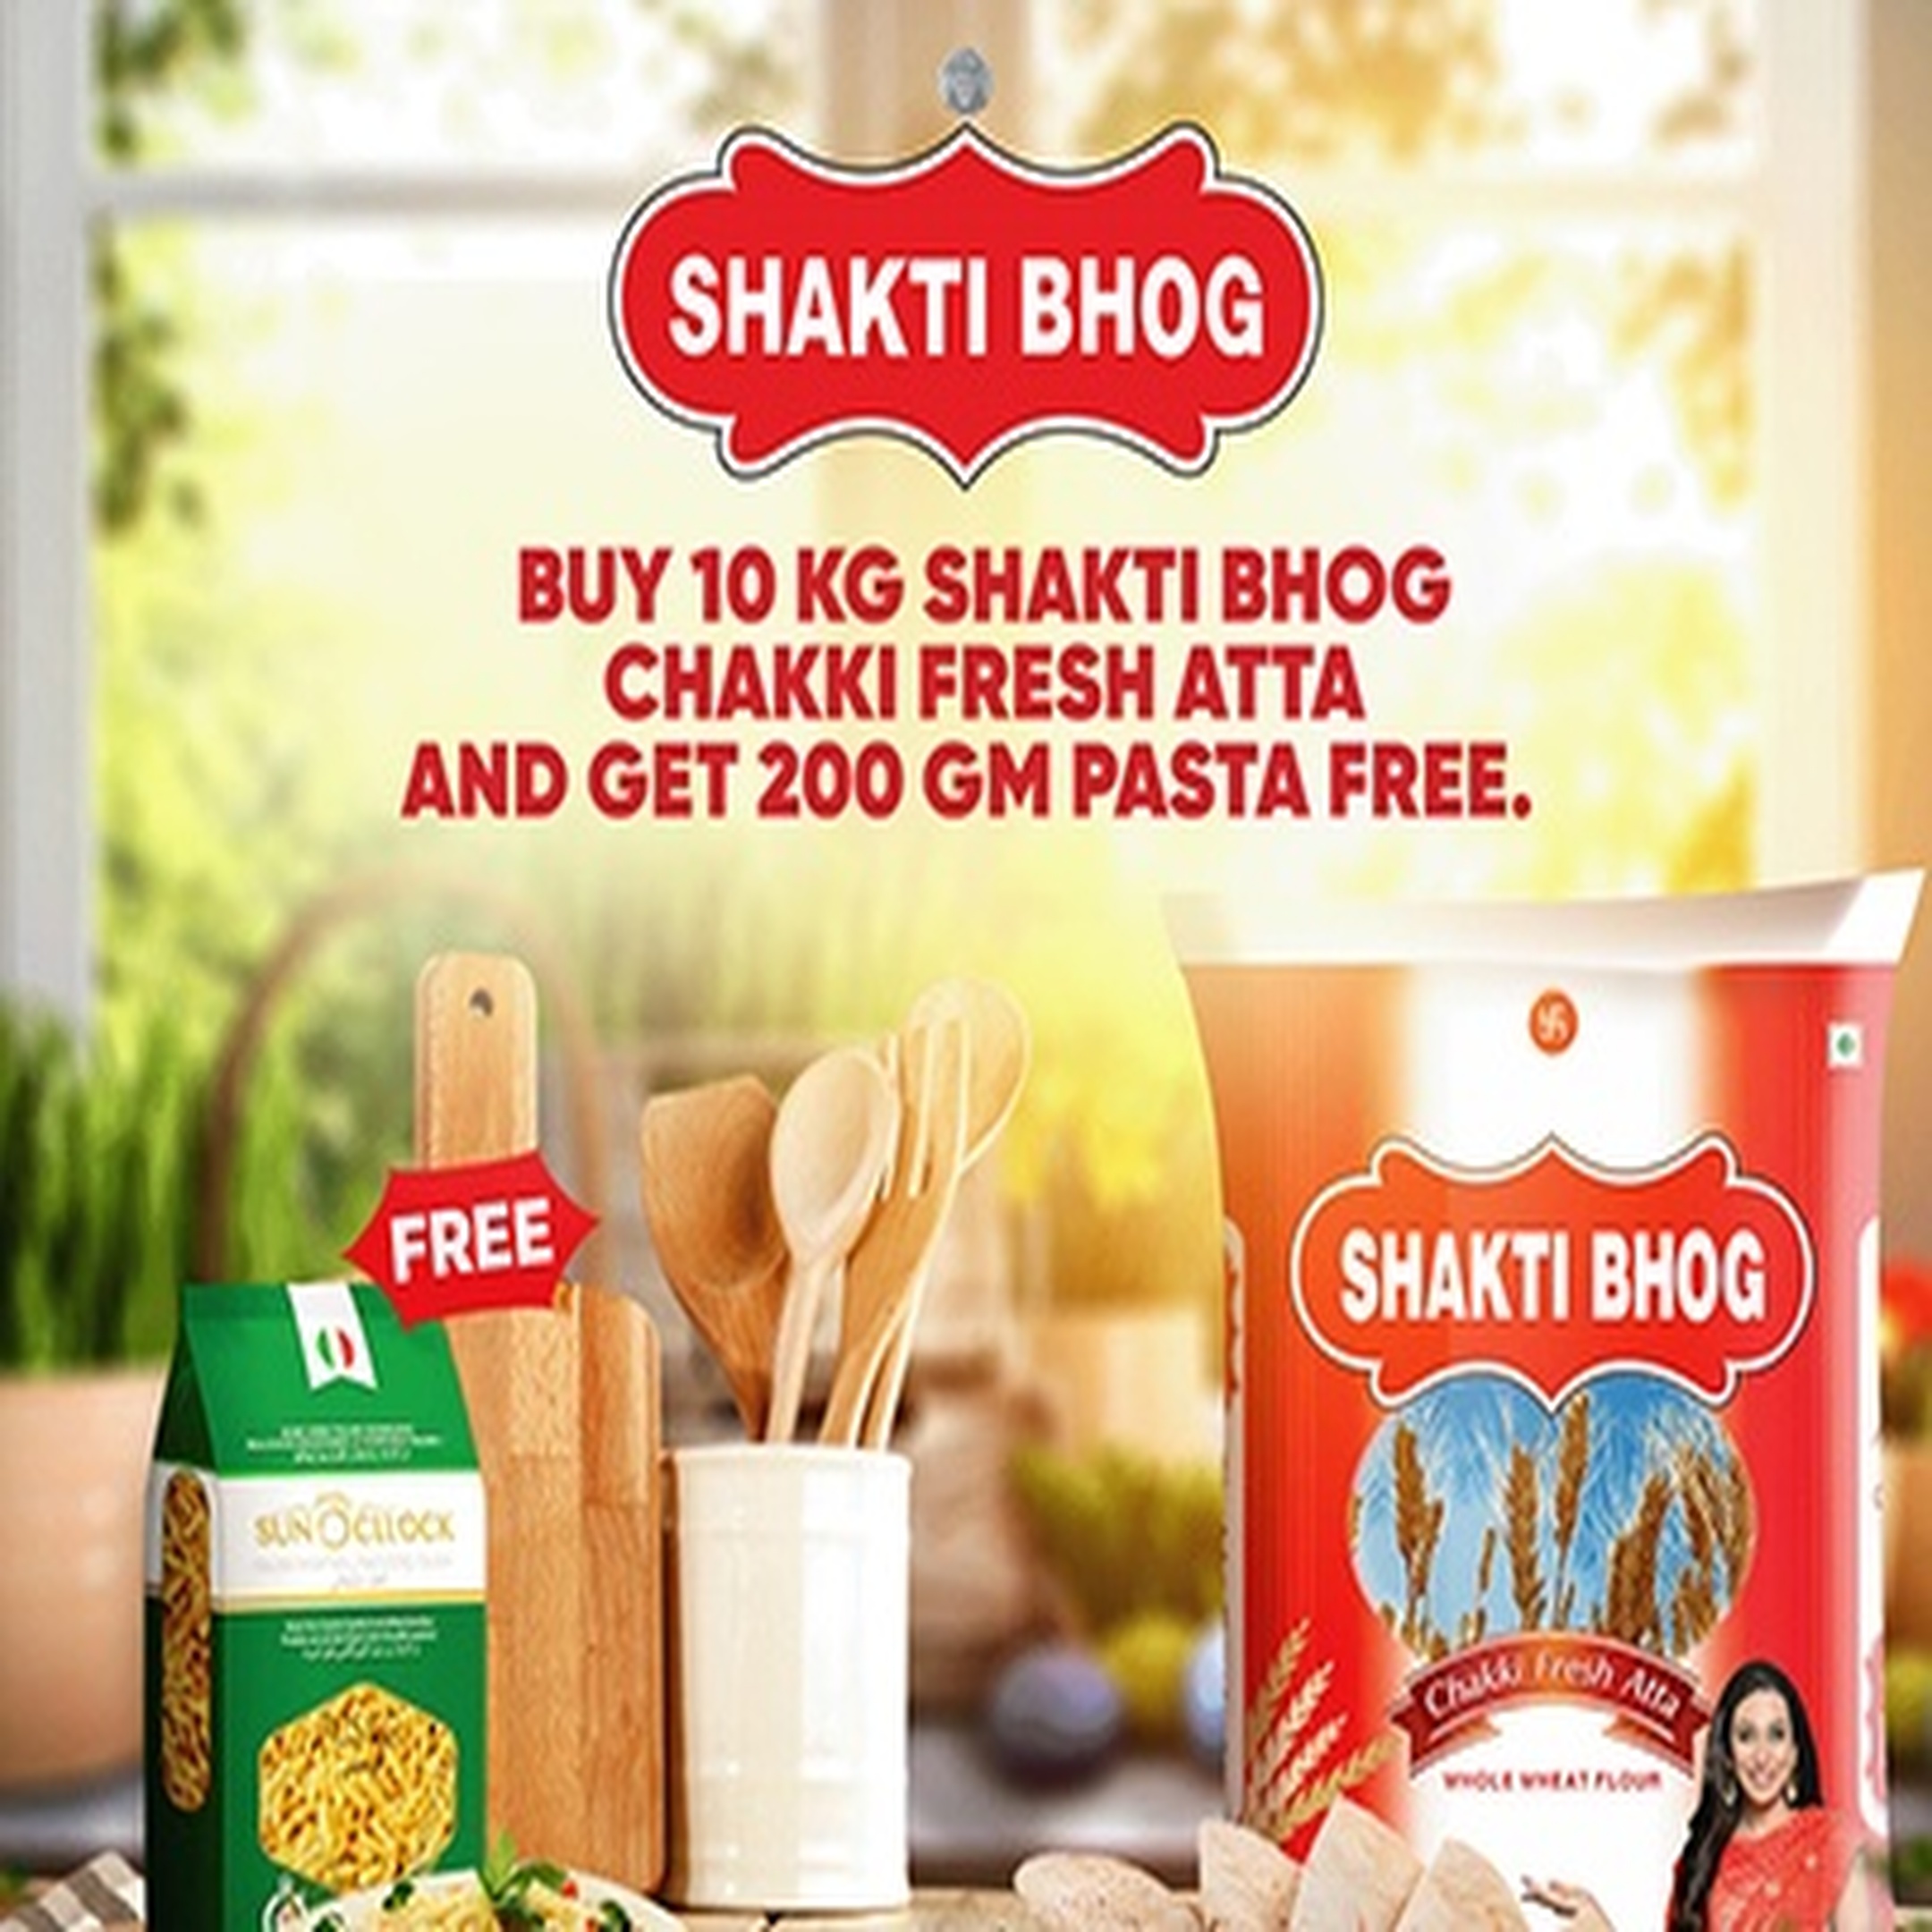 SHAKTI BHOG
BUY 10 KG SHAKTI BHOG
CHAKKI FRESH ATTA
AND GET 200 GM PASTA FREE.
FREE
SHAKTI BHOG
Chakki Fresh Atta
WHOLE WHEAT FLOUR